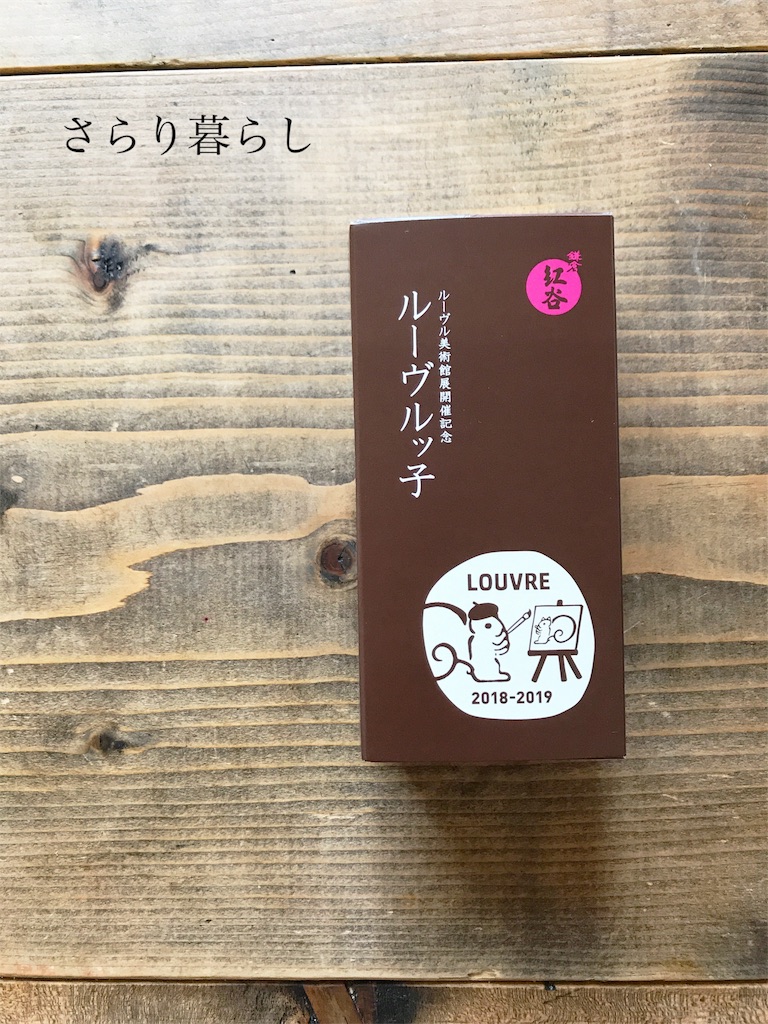 さらり暮らし
鎌倉
紅谷
ルーヴル美術館展開催記念
ルーヴルッ子
LOUVRE
2018-2019